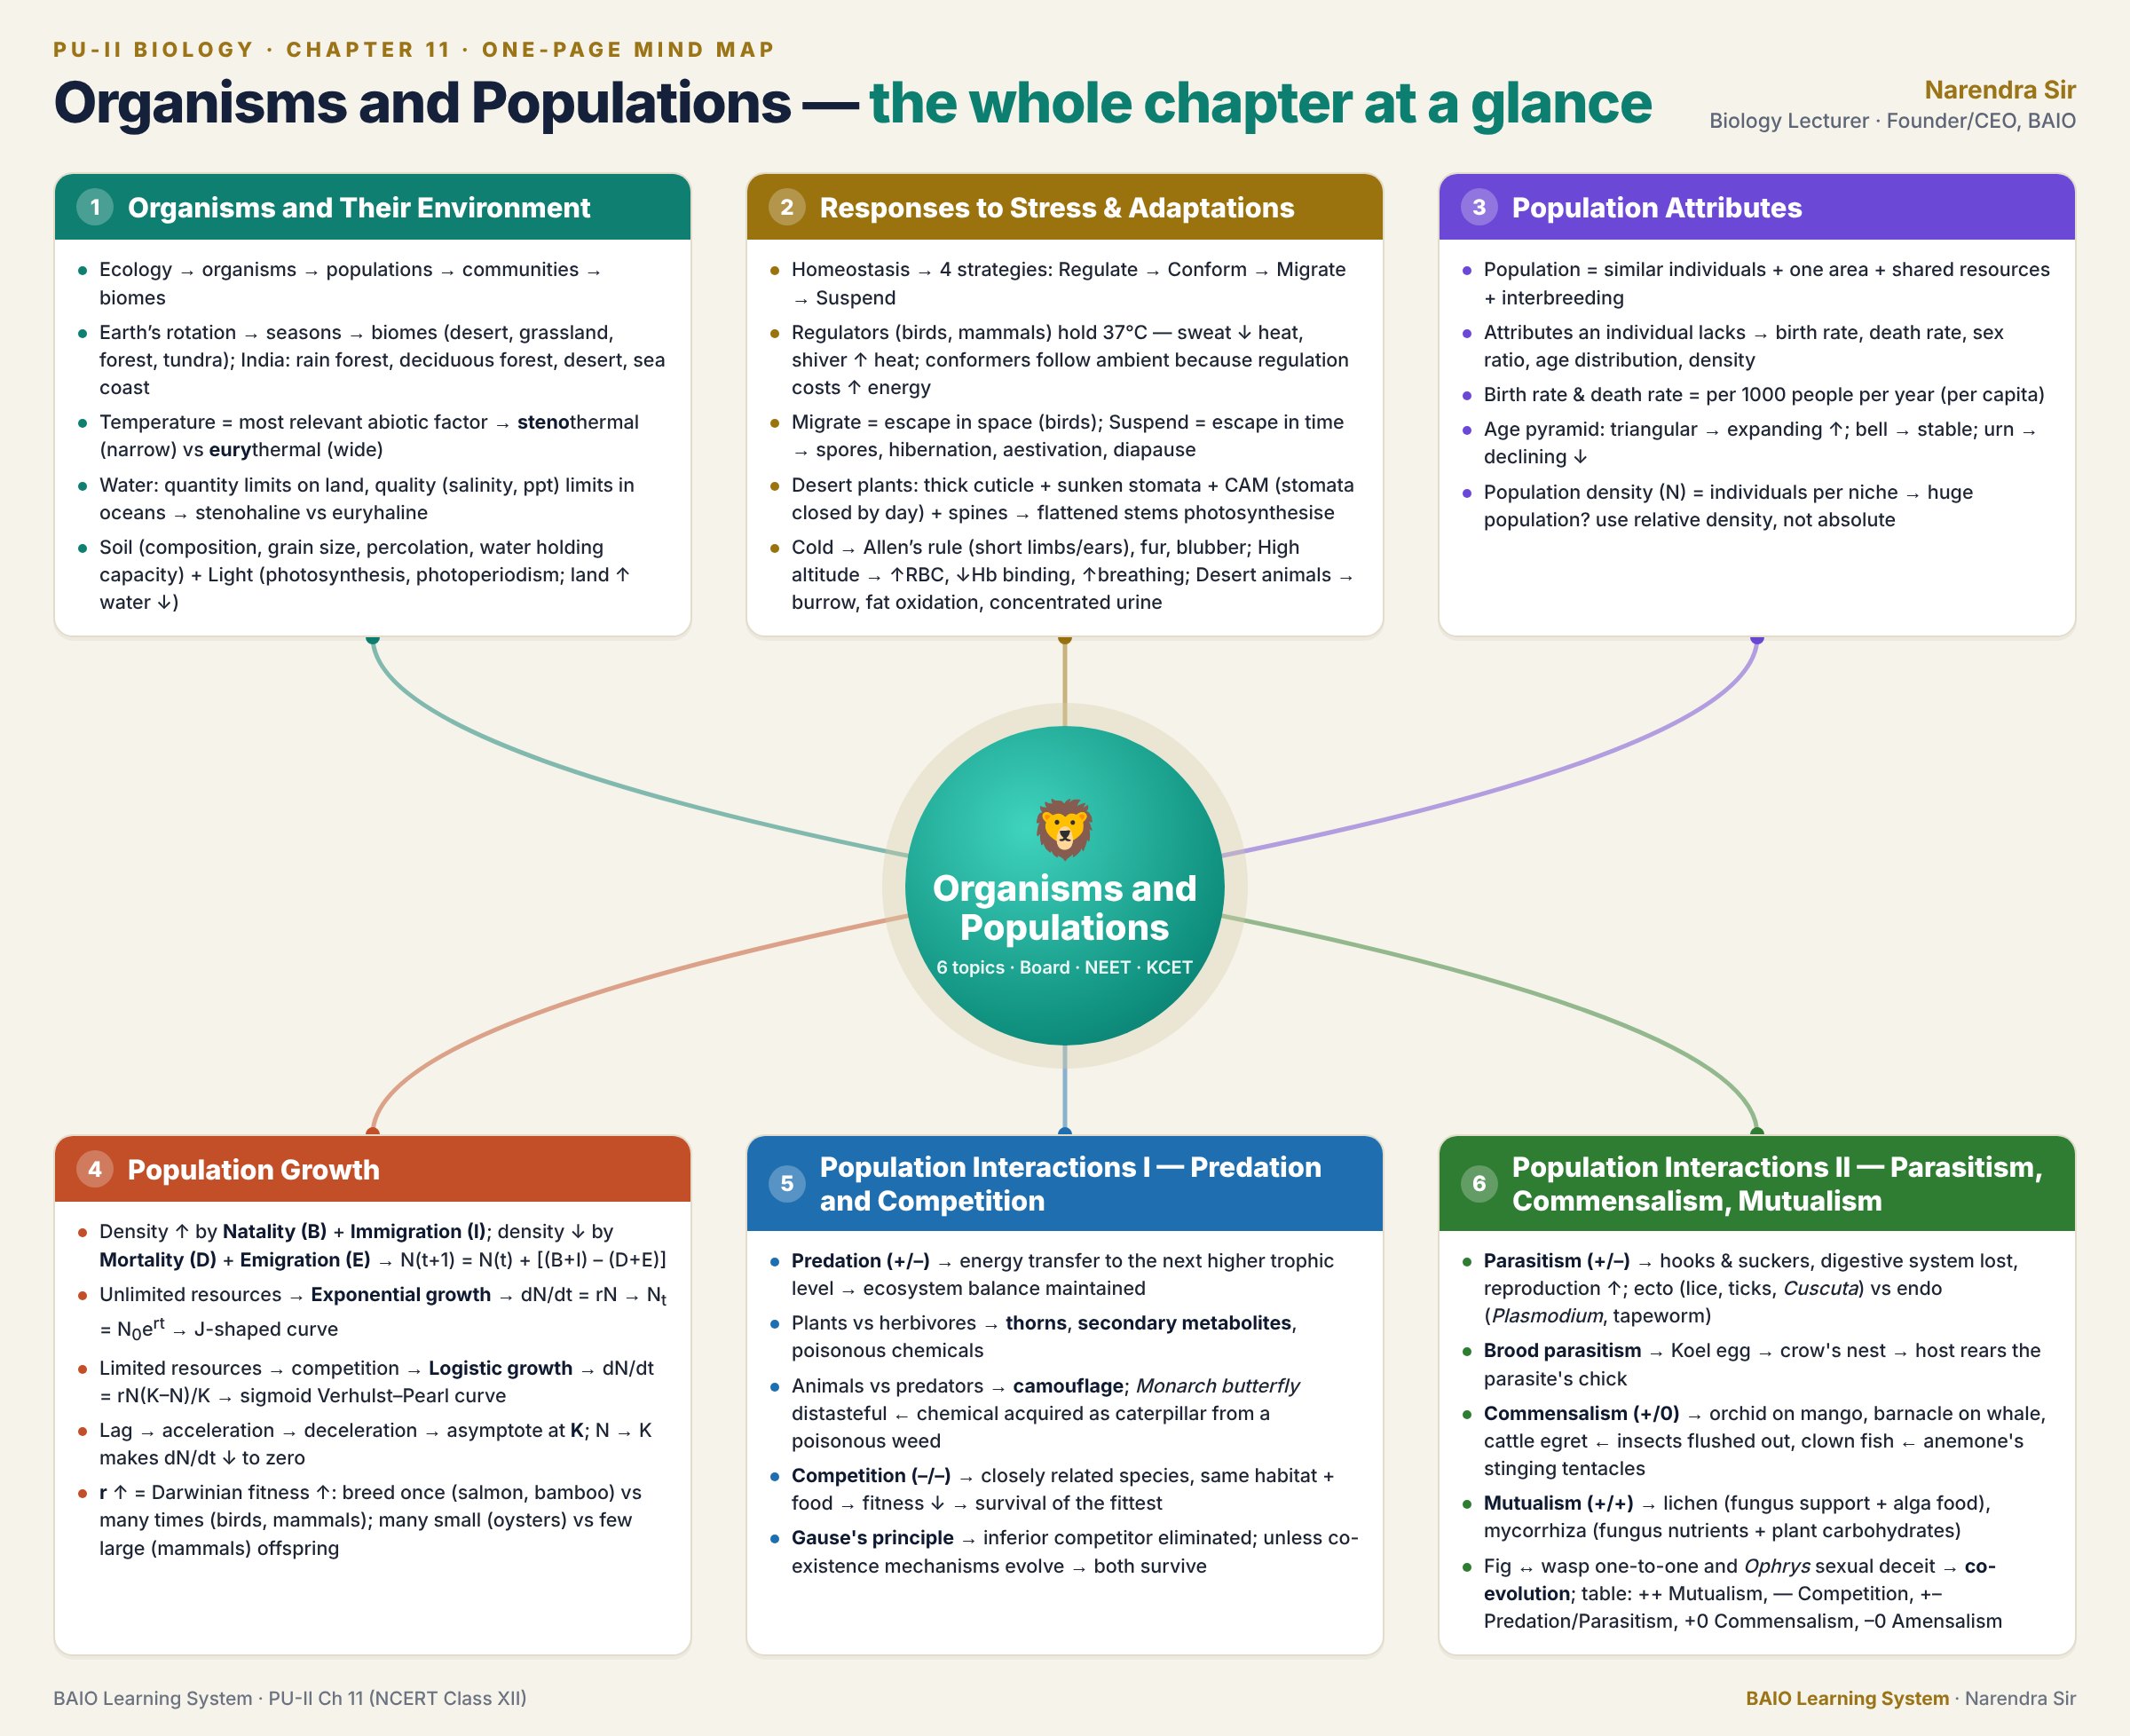 PU-II BIOLOGY · CHAPTER 11 · ONE-PAGE MIND MAP
Organisms and Populations — the whole chapter at a glance
Narendra Sir
Biology Lecturer · Founder/CEO, BAIO
1 Organisms and Their Environment
• Ecology → organisms → populations → communities →
biomes
• Earth’s rotation → seasons → biomes (desert, grassland,
forest, tundra); India: rain forest, deciduous forest, desert, sea
coast
• Temperature = most relevant abiotic factor → stenothermal
(narrow) vs eurythermal (wide)
• Water: quantity limits on land, quality (salinity, ppt) limits in
oceans → stenohaline vs euryhaline
• Soil (composition, grain size, percolation, water holding
capacity) + Light (photosynthesis, photoperiodism; land ↑
water ↓)
2 Responses to Stress & Adaptations
• Homeostasis → 4 strategies: Regulate → Conform → Migrate
→ Suspend
• Regulators (birds, mammals) hold 37°C — sweat ↓ heat,
shiver ↑ heat; conformers follow ambient because regulation
costs ↑ energy
• Migrate = escape in space (birds); Suspend = escape in time
→ spores, hibernation, aestivation, diapause
• Desert plants: thick cuticle + sunken stomata + CAM (stomata
closed by day) + spines → flattened stems photosynthesise
• Cold → Allen’s rule (short limbs/ears), fur, blubber; High
altitude → ↑RBC, ↓Hb binding, ↑breathing; Desert animals →
burrow, fat oxidation, concentrated urine
3 Population Attributes
• Population = similar individuals + one area + shared resources
+ interbreeding
• Attributes an individual lacks → birth rate, death rate, sex
ratio, age distribution, density
• Birth rate & death rate = per 1000 people per year (per capita)
• Age pyramid: triangular → expanding ↑; bell → stable; urn →
declining ↓
• Population density (N) = individuals per niche → huge
population? use relative density, not absolute
🦁
Organisms and
Populations
6 topics · Board · NEET · KCET
4 Population Growth
• Density ↑ by Natality (B) + Immigration (I); density ↓ by
Mortality (D) + Emigration (E) → N(t+1) = N(t) + [(B+I) – (D+E)]
• Unlimited resources → Exponential growth → dN/dt = rN → Nt
= N0e^rt → J-shaped curve
• Limited resources → competition → Logistic growth → dN/dt
= rN(K–N)/K → sigmoid Verhulst–Pearl curve
• Lag → acceleration → deceleration → asymptote at K; N → K
makes dN/dt ↓ to zero
• r ↑ = Darwinian fitness ↑: breed once (salmon, bamboo) vs
many times (birds, mammals); many small (oysters) vs few
large (mammals) offspring
5 Population Interactions I — Predation
and Competition
• Predation (+/–) → energy transfer to the next higher trophic
level → ecosystem balance maintained
• Plants vs herbivores → thorns, secondary metabolites,
poisonous chemicals
• Animals vs predators → camouflage; Monarch butterfly
distasteful ← chemical acquired as caterpillar from a
poisonous weed
• Competition (–/–) → closely related species, same habitat +
food → fitness ↓ → survival of the fittest
• Gause's principle → inferior competitor eliminated; unless co-
existence mechanisms evolve → both survive
6 Population Interactions II — Parasitism,
Commensalism, Mutualism
• Parasitism (+/–) → hooks & suckers, digestive system lost,
reproduction ↑; ecto (lice, ticks, Cuscuta) vs endo
(Plasmodium, tapeworm)
• Brood parasitism → Koel egg → crow's nest → host rears the
parasite's chick
• Commensalism (+/0) → orchid on mango, barnacle on whale,
cattle egret ← insects flushed out, clown fish ← anemone's
stinging tentacles
• Mutualism (+/+) → lichen (fungus support + alga food),
mycorrhiza (fungus nutrients + plant carbohydrates)
• Fig ↔ wasp one-to-one and Ophrys sexual deceit → co-
evolution; table: ++ Mutualism, — Competition, +–
Predation/Parasitism, +0 Commensalism, –0 Amensalism
BAIO Learning System · PU-II Ch 11 (NCERT Class XII)
BAIO Learning System · Narendra Sir